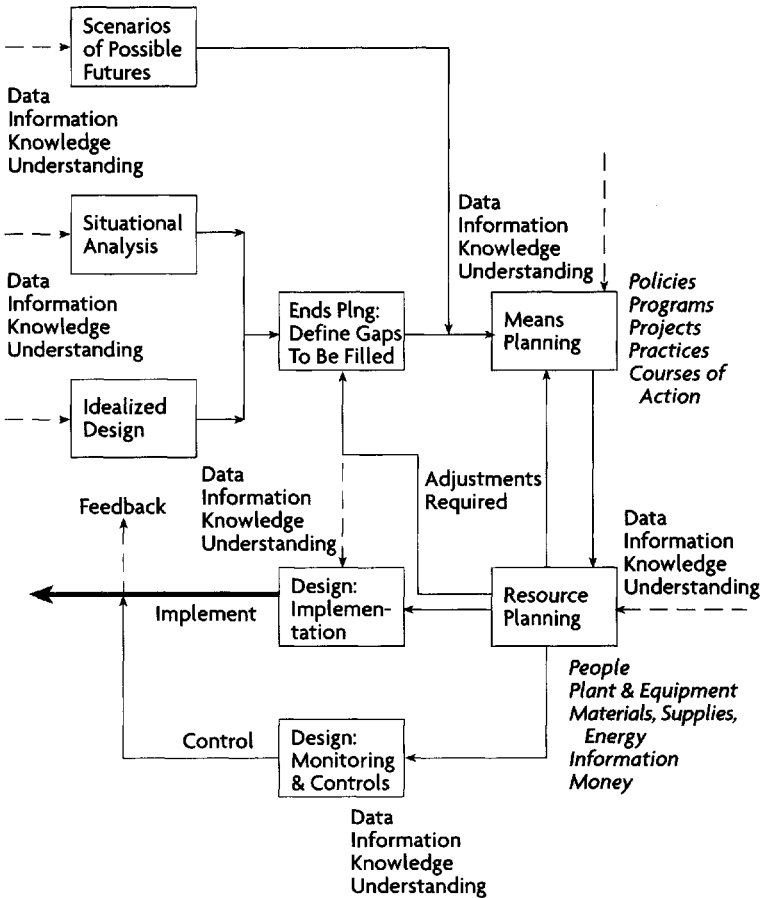 Scenarios
of Possible
Futures
Data
Information
Knowledge
Understanding
Situational
Analysis
Data
Information
Knowledge
Understanding
Idealized
Design
Ends Plng:
Define Gaps
To Be Filled
Data
Information
Knowledge
Understanding
Means
Planning
Policies
Programs
Projects
Practices
Courses of
Action
Adjustments
Required
Data
Information
Knowledge
Understanding
Feedback
Data
Information
Knowledge
Understanding
Design:
Implemen-
tation
Implement
Resource
Planning
People
Plant & Equipment
Materials, Supplies,
Energy
Information
Money
Control
Design:
Monitoring
& Controls
Data
Information
Knowledge
Understanding